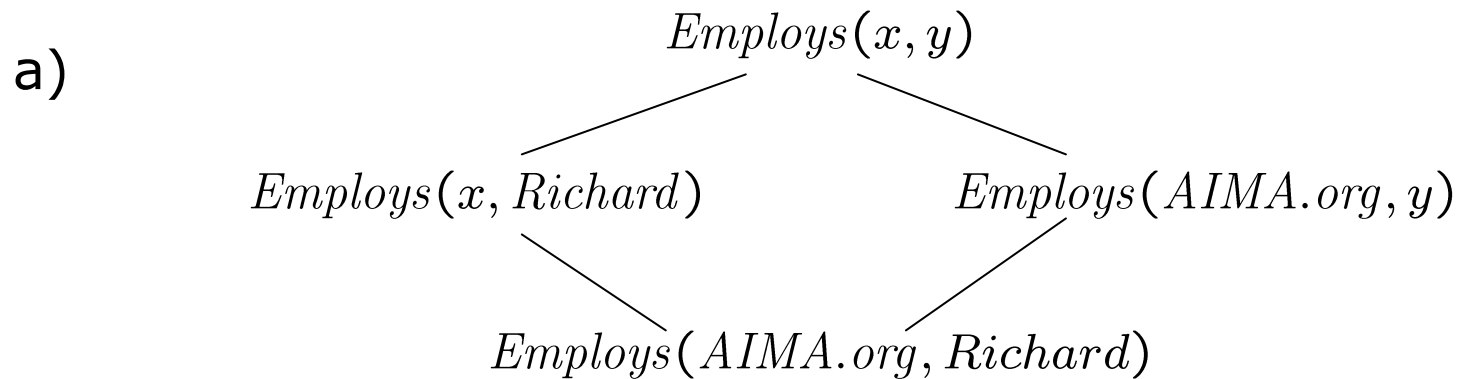 Employs(x, y)
a)
Employs(x, Richard) Employs(AIMA.org, y)
Employs(AIMA.org, Richard)